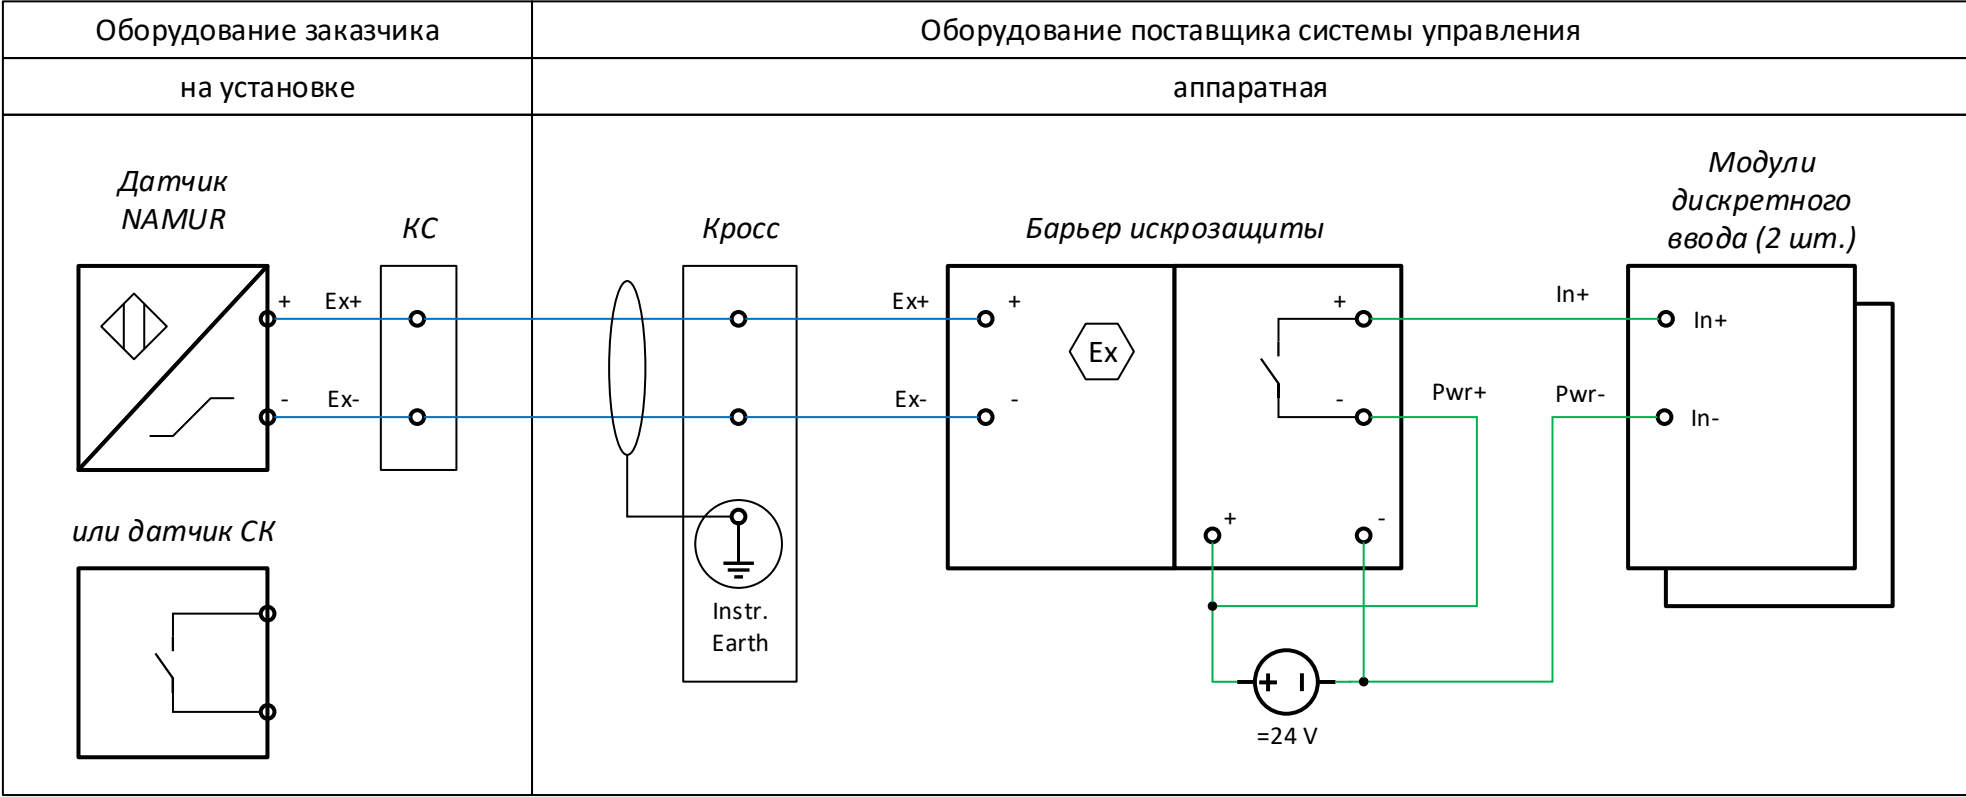 Оборудование заказчика
Оборудование поставщика системы управления
на установке
аппаратная
Датчик
NAMUR
КС
Кросс
Барьер искрозащиты
Модули
дискретного
ввода (2 шт.)
+
Ex+
Ex+
+
+
In+
In+
Ex
-
Ex-
Ex-
-
-
Pwr+
Pwr-
In-
или датчик СК
+
-
Instr.
Earth
=24 V